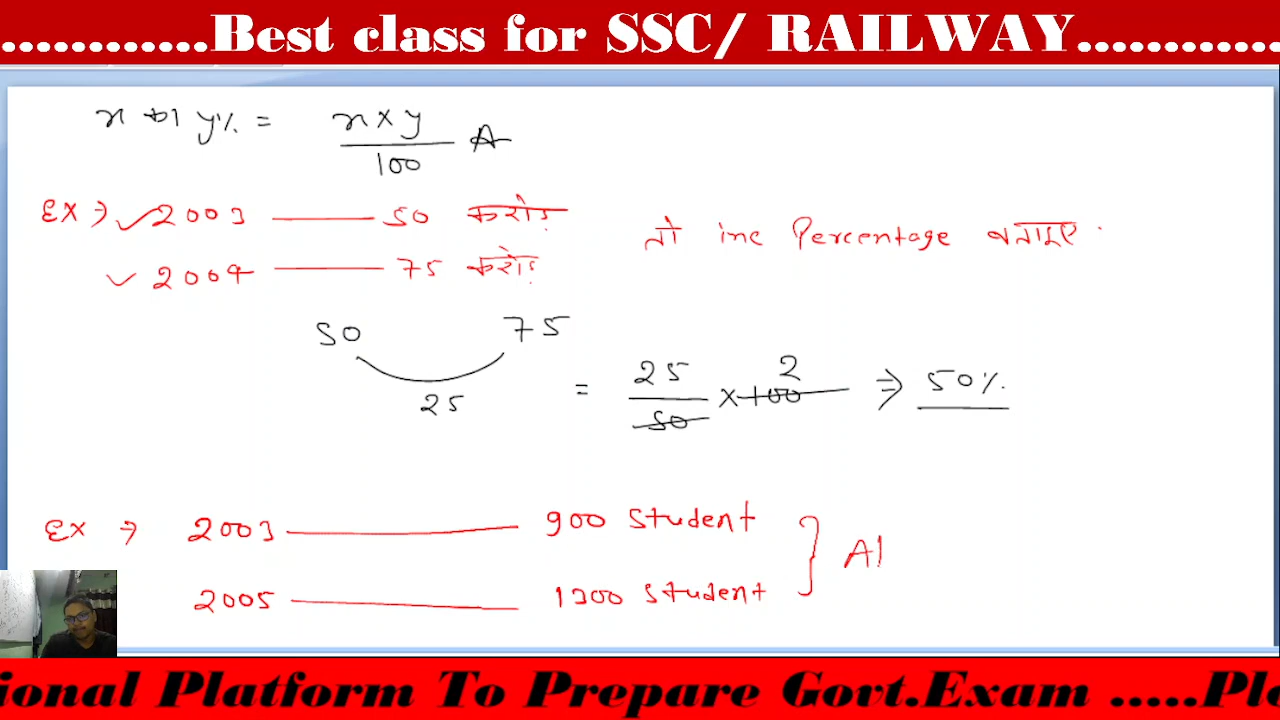 ............Best class for SSC/ RAILWAY............
x का y% = x × y / 100 A
Ex ⇒ ✓2003 —— 50 करोड़
✓ 2004 —— 75 करोड़
तो inc Percentage बताइए.
50 75
25
= 25 / 50 × 100 2 ⇒ 50%
Ex ⇒ 2003 —— 900 student
2005 —— 1200 student
} Al
ional Platform To Prepare Govt.Exam .....Pl